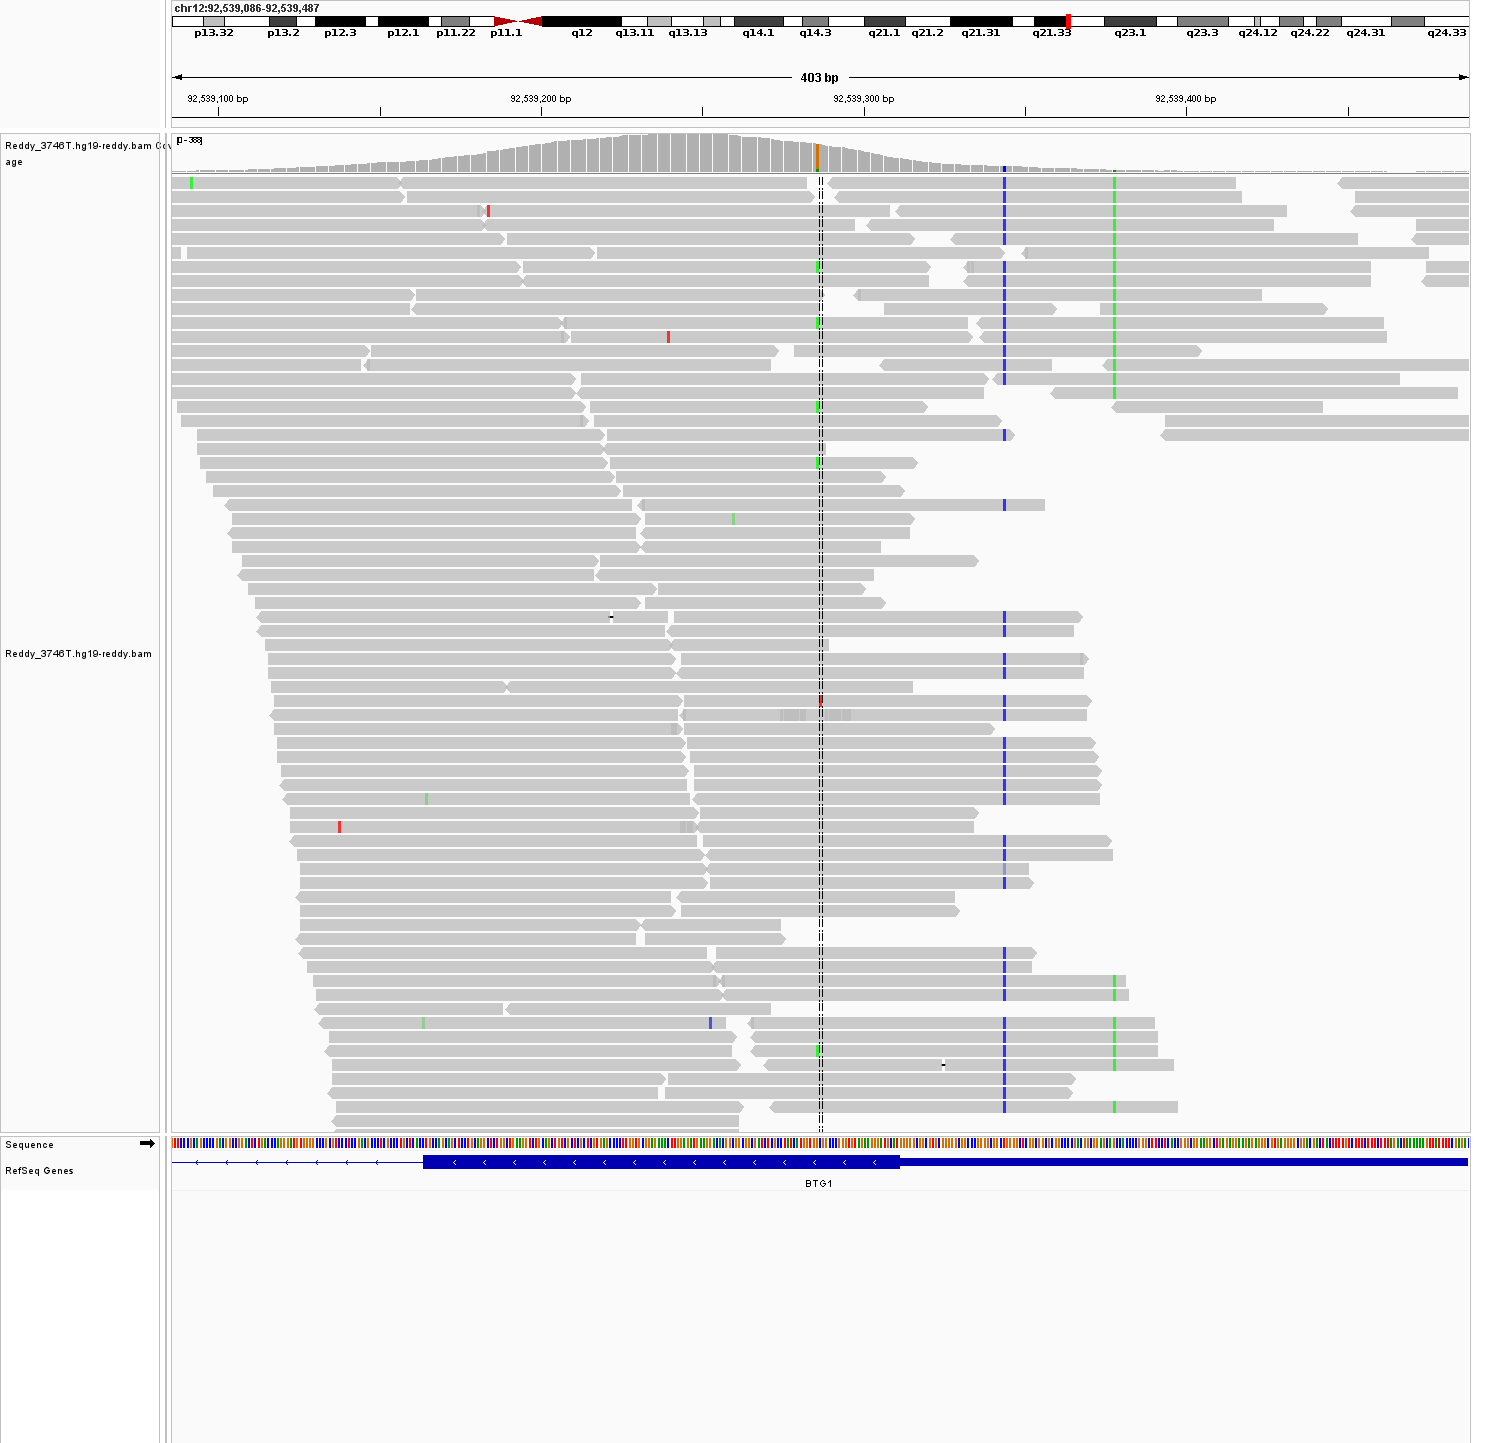 chr12:92,539,086-92,539,487
p13.32 p13.2 p12.3 p12.1 p11.22 p11.1 q12 q13.11 q13.13 q14.1 q14.3 q21.1 q21.2 q21.31 q21.33 q23.1 q23.3 q24.12 q24.22 q24.31 q24.33
403 bp
92,539,100 bp 92,539,200 bp 92,539,300 bp 92,539,400 bp
Reddy_3746T.hg19-reddy.bam Cov
age
[0 - 388]
Reddy_3746T.hg19-reddy.bam
Sequence
RefSeq Genes
BTG1